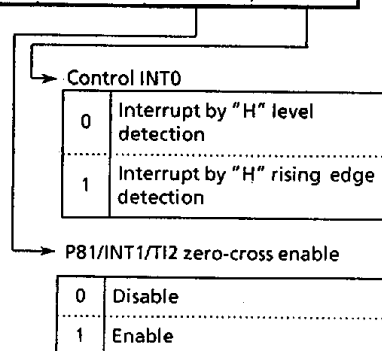 Control INT0
0 Interrupt by "H" level
detection
1 Interrupt by "H" rising edge
detection
P81/INT1/TI2 zero-cross enable
0 Disable
1 Enable